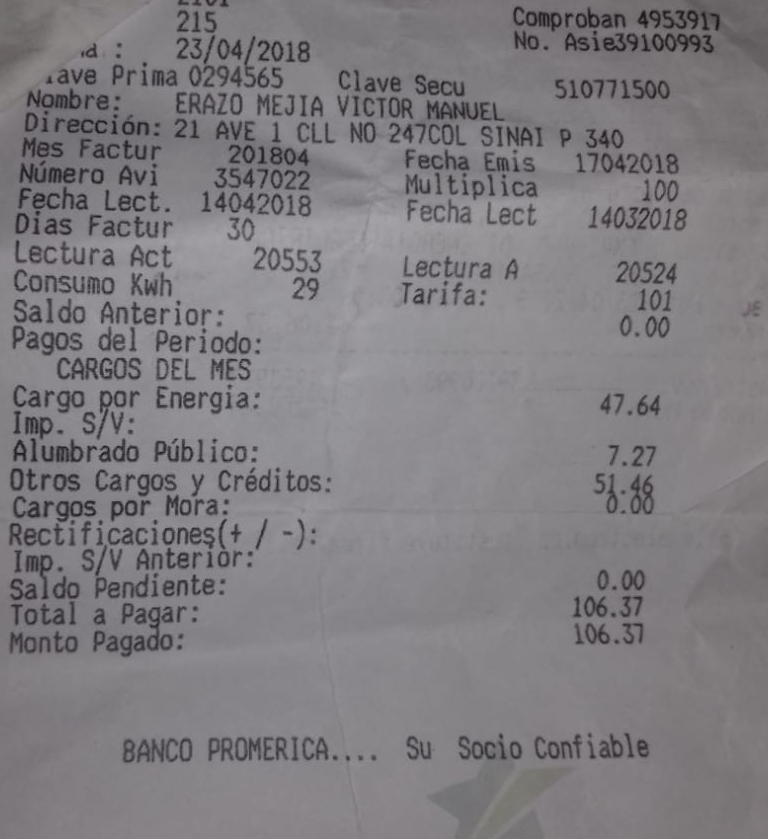 215
Comproban 4953917
23/04/2018
No. Asie39100993
Prima 0294565 Clave Secu 510771500
Nombre: ERAZO MEJIA VICTOR MANUEL
Dirección: 21 AVE 1 CLL NO 247COL SINAI P 340
Mes Factur 201804 Fecha Emis 17042018
Número Avi 3547022 Multiplica 100
Fecha Lect. 14042018 Fecha Lect 14032018
Dias Factur 30
Lectura Act 20553 Lectura A 20524
Consumo Kwh 29 Tarifa: 101
Saldo Anterior: 0.00
Pagos del Periodo:
CARGOS DEL MES
Cargo por Energia: 47.64
Imp. S/V:
Alumbrado Público: 7.27
Otros Cargos y Créditos: 51.46
Cargos por Mora: 0.00
Rectificaciones(+ / -):
Imp. S/V Anterior:
Saldo Pendiente: 0.00
Total a Pagar: 106.37
Monto Pagado: 106.37
BANCO PROMERICA.... Su Socio Confiable